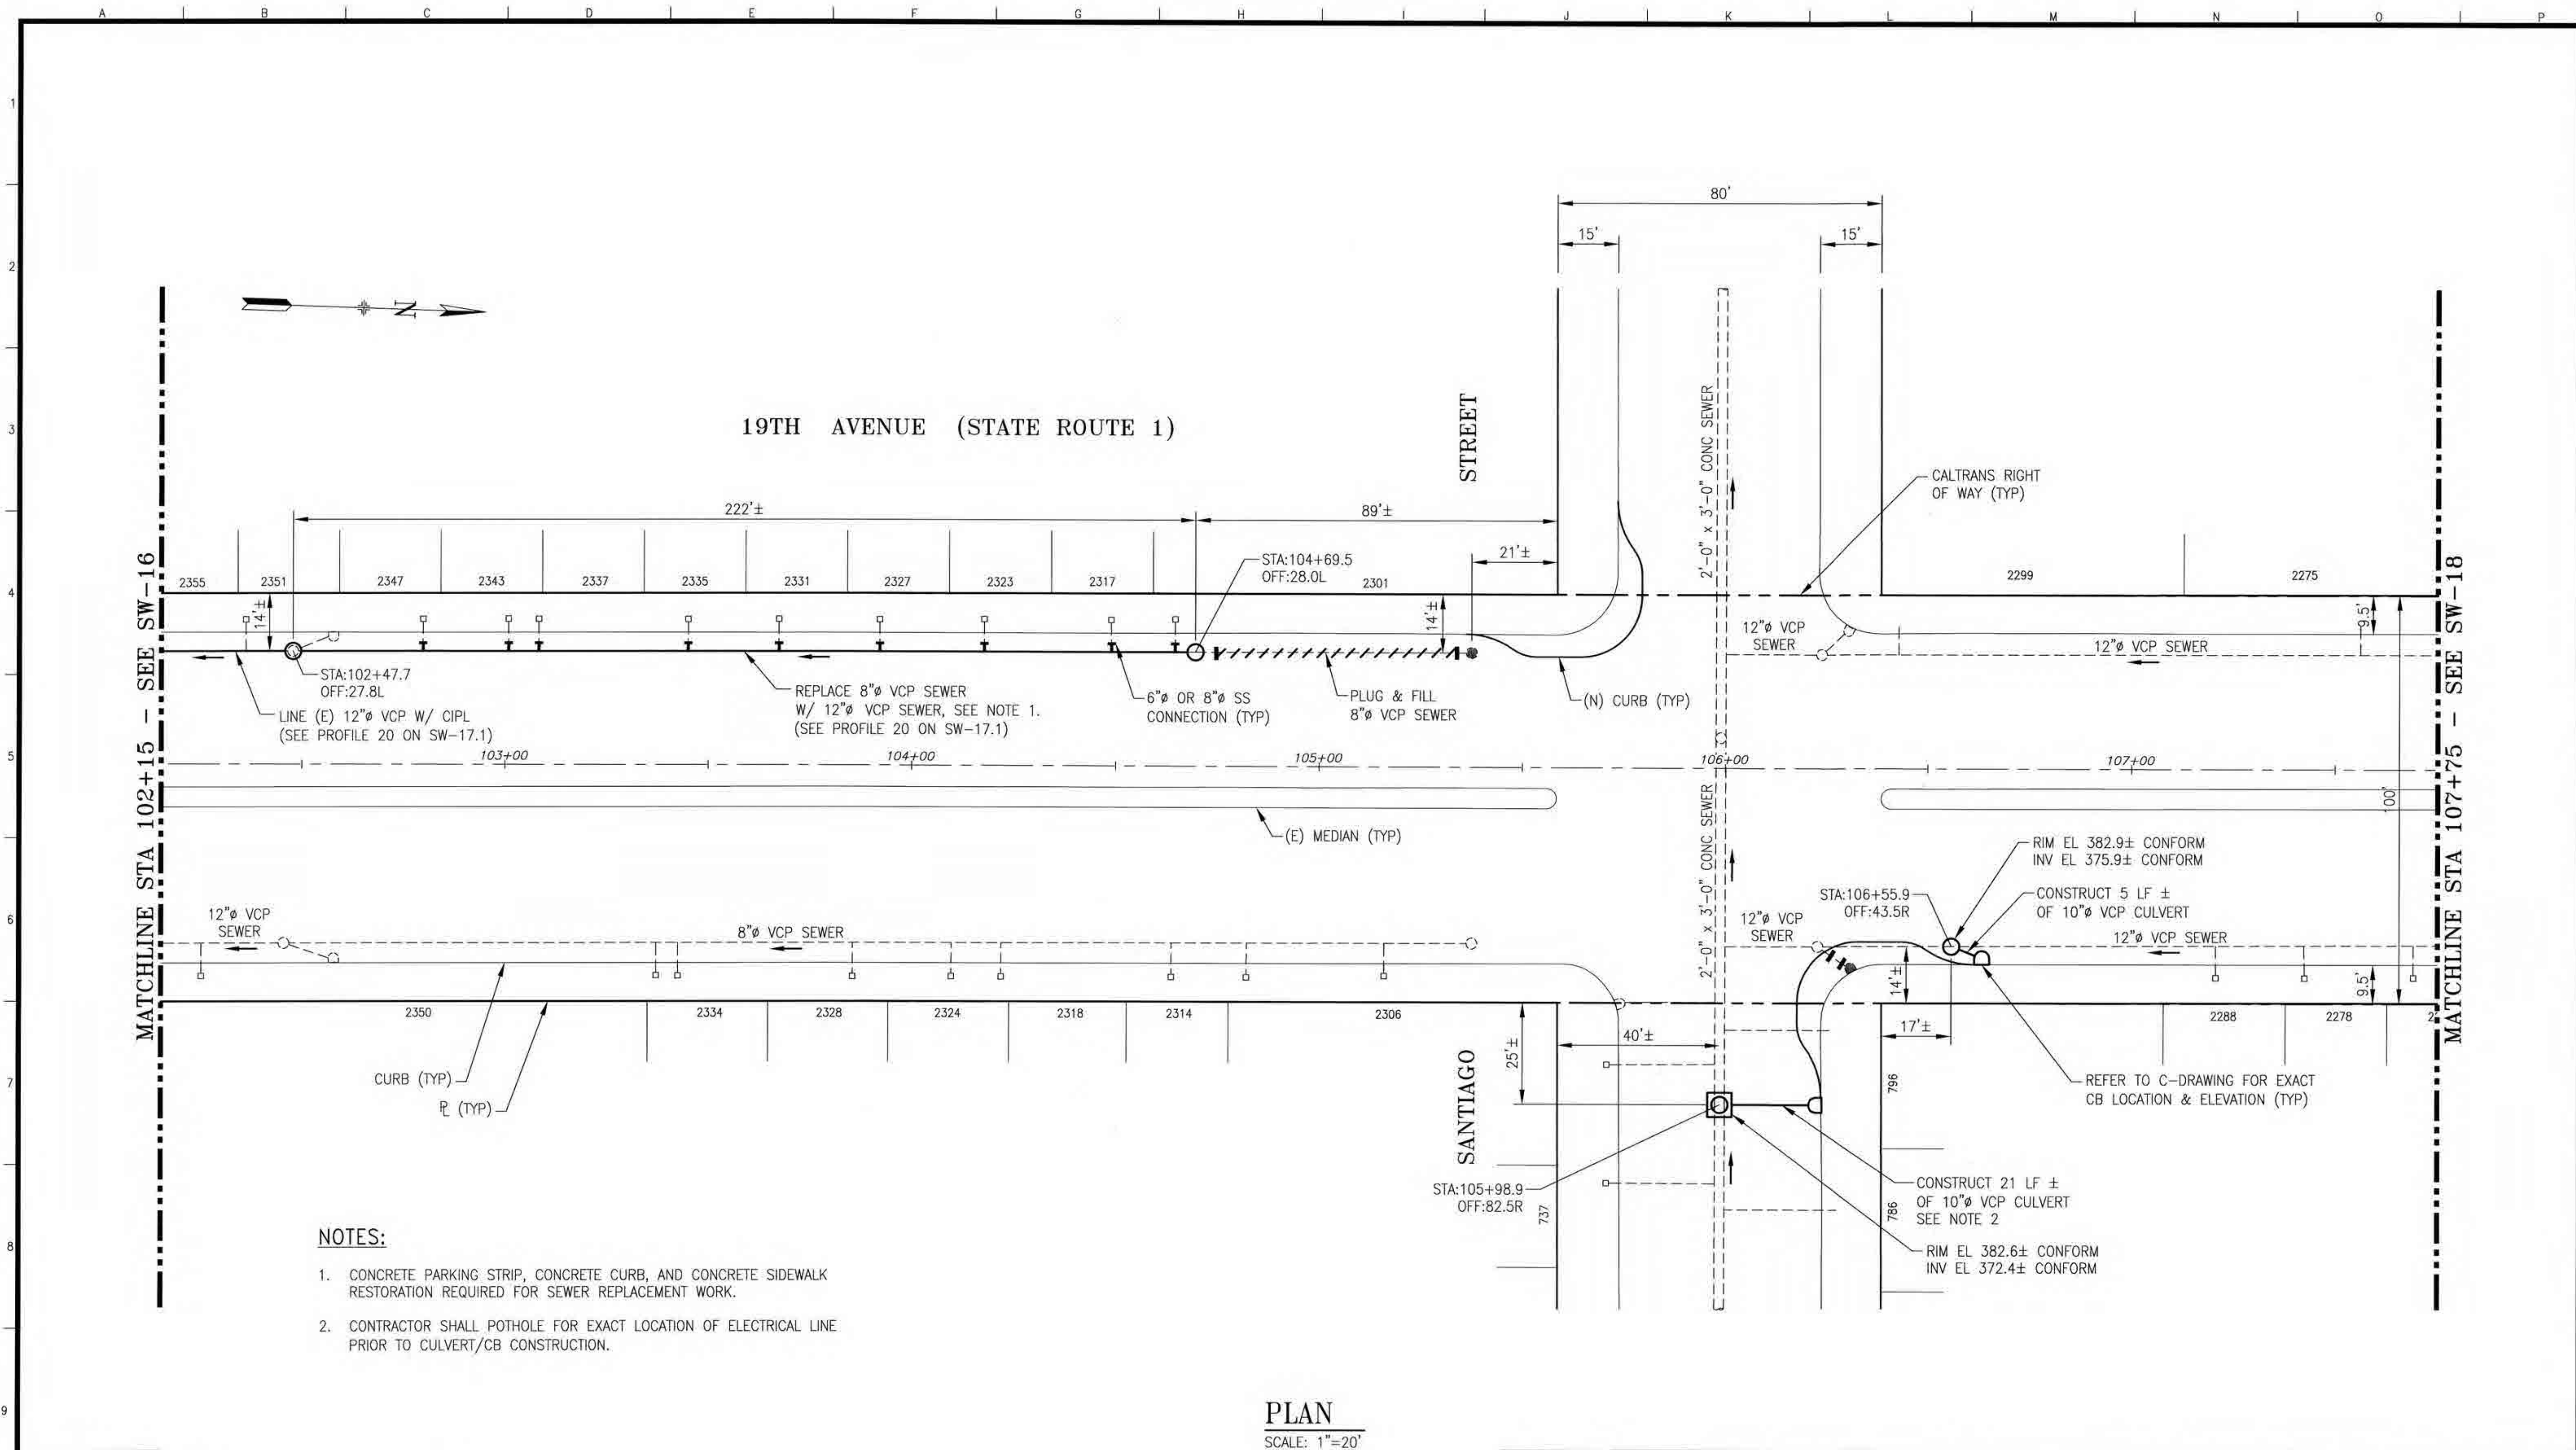 A B C D E F G H I J K L M N O P
1
2
3
4
5
6
7
8
9
N
80'
15'
15'
19TH AVENUE (STATE ROUTE 1)
STREET
2'-0" x 3'-0" CONC SEWER
CALTRANS RIGHT
OF WAY (TYP)
222'±
89'±
21'±
STA:104+69.5
OFF:28.0L
2355
2351
2347
2343
2337
2335
2331
2327
2323
2317
2301
2299
2275
14'±
14'±
9.5'
12"ø VCP
SEWER
12"ø VCP SEWER
STA:102+47.7
OFF:27.8L
LINE (E) 12"ø VCP W/ CIPL
(SEE PROFILE 20 ON SW-17.1)
REPLACE 8"ø VCP SEWER
W/ 12"ø VCP SEWER, SEE NOTE 1.
(SEE PROFILE 20 ON SW-17.1)
6"ø OR 8"ø SS
CONNECTION (TYP)
PLUG & FILL
8"ø VCP SEWER
(N) CURB (TYP)
MATCHLINE STA 102+15 - SEE SW-16
MATCHLINE STA 107+75 - SEE SW-18
103+00
104+00
105+00
106+00
107+00
100'
(E) MEDIAN (TYP)
2'-0" x 3'-0" CONC SEWER
RIM EL 382.9± CONFORM
INV EL 375.9± CONFORM
STA:106+55.9
OFF:43.5R
CONSTRUCT 5 LF ±
OF 10"ø VCP CULVERT
12"ø VCP
SEWER
8"ø VCP SEWER
12"ø VCP
SEWER
12"ø VCP SEWER
14'±
9.5'
2350
2334
2328
2324
2318
2314
2306
2288
2278
2
17'±
40'±
25'±
CURB (TYP)
PL (TYP)
SANTIAGO
796
REFER TO C-DRAWING FOR EXACT
CB LOCATION & ELEVATION (TYP)
STA:105+98.9
OFF:82.5R
737
786
CONSTRUCT 21 LF ±
OF 10"ø VCP CULVERT
SEE NOTE 2
RIM EL 382.6± CONFORM
INV EL 372.4± CONFORM
NOTES:
1. CONCRETE PARKING STRIP, CONCRETE CURB, AND CONCRETE SIDEWALK
RESTORATION REQUIRED FOR SEWER REPLACEMENT WORK.
2. CONTRACTOR SHALL POTHOLE FOR EXACT LOCATION OF ELECTRICAL LINE
PRIOR TO CULVERT/CB CONSTRUCTION.
PLAN
SCALE: 1"=20'